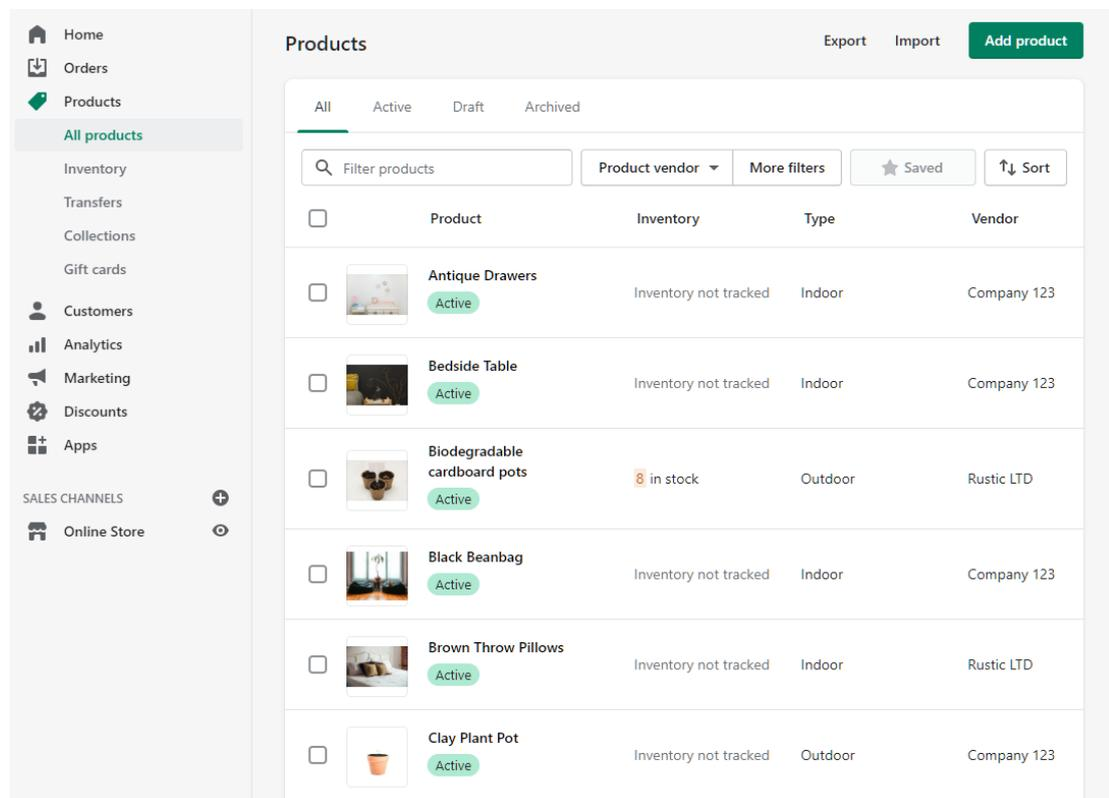 Home
Orders
Products
All products
Inventory
Transfers
Collections
Gift cards
Customers
Analytics
Marketing
Discounts
Apps
SALES CHANNELS
Online Store
Products
Export Import Add product
All Active Draft Archived
Filter products Product vendor More filters Saved Sort
Product Inventory Type Vendor
Antique Drawers
Active
Inventory not tracked Indoor Company 123
Bedside Table
Active
Inventory not tracked Indoor Company 123
Biodegradable
cardboard pots
Active
8 in stock Outdoor Rustic LTD
Black Beanbag
Active
Inventory not tracked Indoor Company 123
Brown Throw Pillows
Active
Inventory not tracked Indoor Rustic LTD
Clay Plant Pot
Active
Inventory not tracked Outdoor Company 123